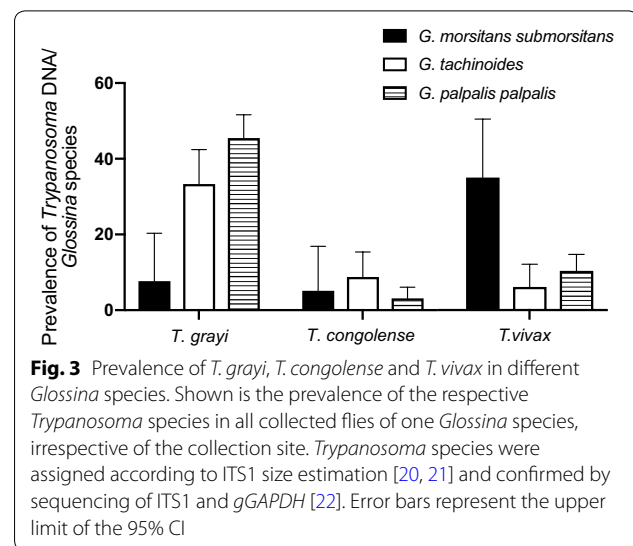 G. morsitans submorsitans
G. tachinoides
G. palpalis palpalis
Prevalence of Trypanosoma DNA/
Glossina species
60
40
20
0
T. grayi T. congolense T.vivax
Fig. 3 Prevalence of T. grayi, T. congolense and T. vivax in different
Glossina species. Shown is the prevalence of the respective
Trypanosoma species in all collected flies of one Glossina species,
irrespective of the collection site. Trypanosoma species were
assigned according to ITS1 size estimation [20, 21] and confirmed by
sequencing of ITS1 and gGAPDH [22]. Error bars represent the upper
limit of the 95% CI